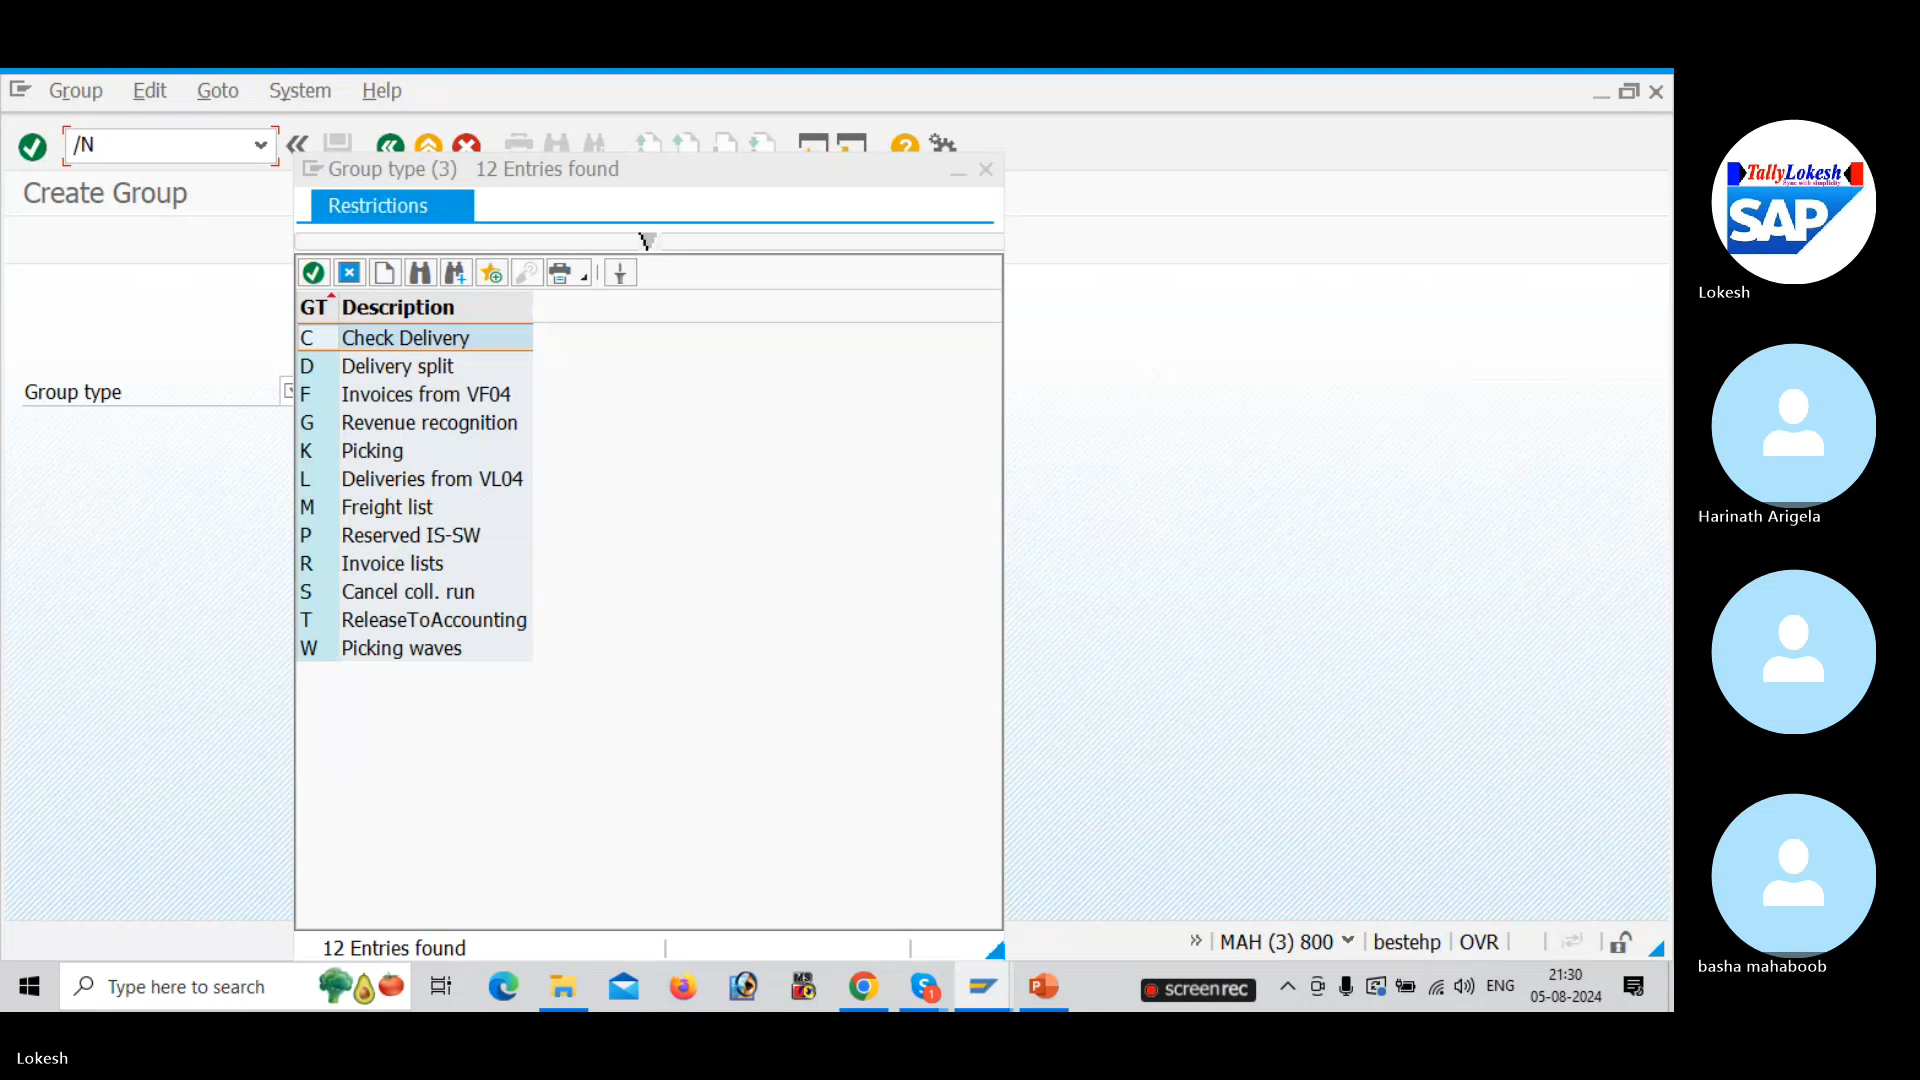 Group Edit Goto System Help
/N
Create Group
Group type (3) 12 Entries found
Restrictions
GT Description
C Check Delivery
D Delivery split
F Invoices from VF04
G Revenue recognition
K Picking
L Deliveries from VL04
M Freight list
P Reserved IS-SW
R Invoice lists
S Cancel coll. run
T ReleaseToAccounting
W Picking waves
Group type
12 Entries found
MAH (3) 800 bestehp OVR
Type here to search
screenrec
ENG
21:30
05-08-2024
TallyLokesh
Sync with simplicity
SAP
Lokesh
Harinath Arigela
basha mahaboob
Lokesh